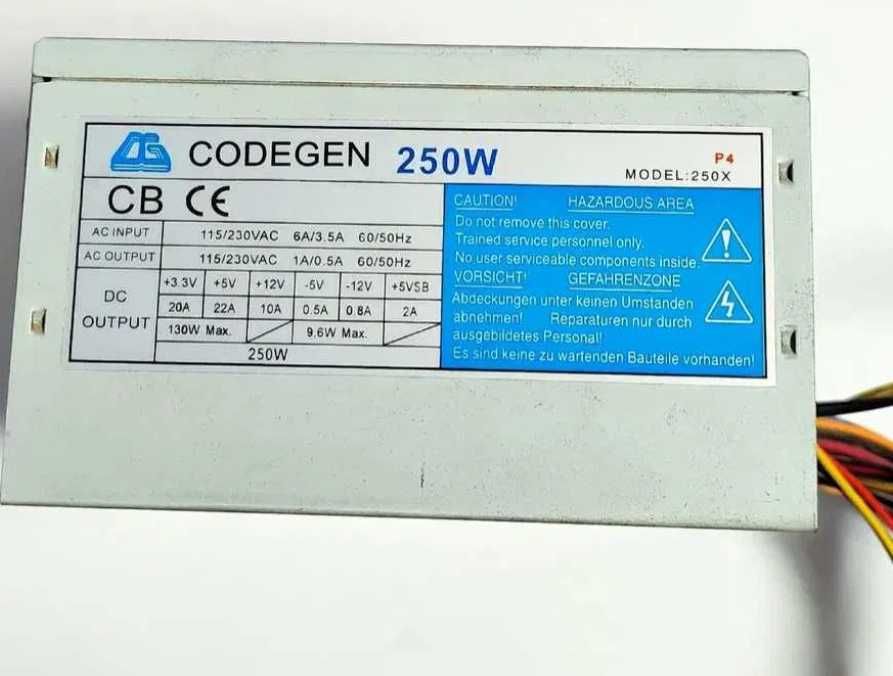 CODEGEN 250W
P4
MODEL:250X
CB CE
AC INPUT 115/230VAC 6A/3.5A 60/50Hz
AC OUTPUT 115/230VAC 1A/0.5A 60/50Hz
DC OUTPUT
+3.3V +5V +12V -5V -12V +5VSB
20A 22A 10A 0.5A 0.8A 2A
130W Max. 9.6W Max.
250W
CAUTION! HAZARDOUS AREA
Do not remove this cover.
Trained service personnel only.
No user serviceable components inside.
VORSICHT! GEFAHRENZONE
Abdeckungen unter keinen Umstanden
abnehmen! Reparaturen nur durch
ausgebildetes Personal!
Es sind keine zu wartenden Bauteile vorhanden!